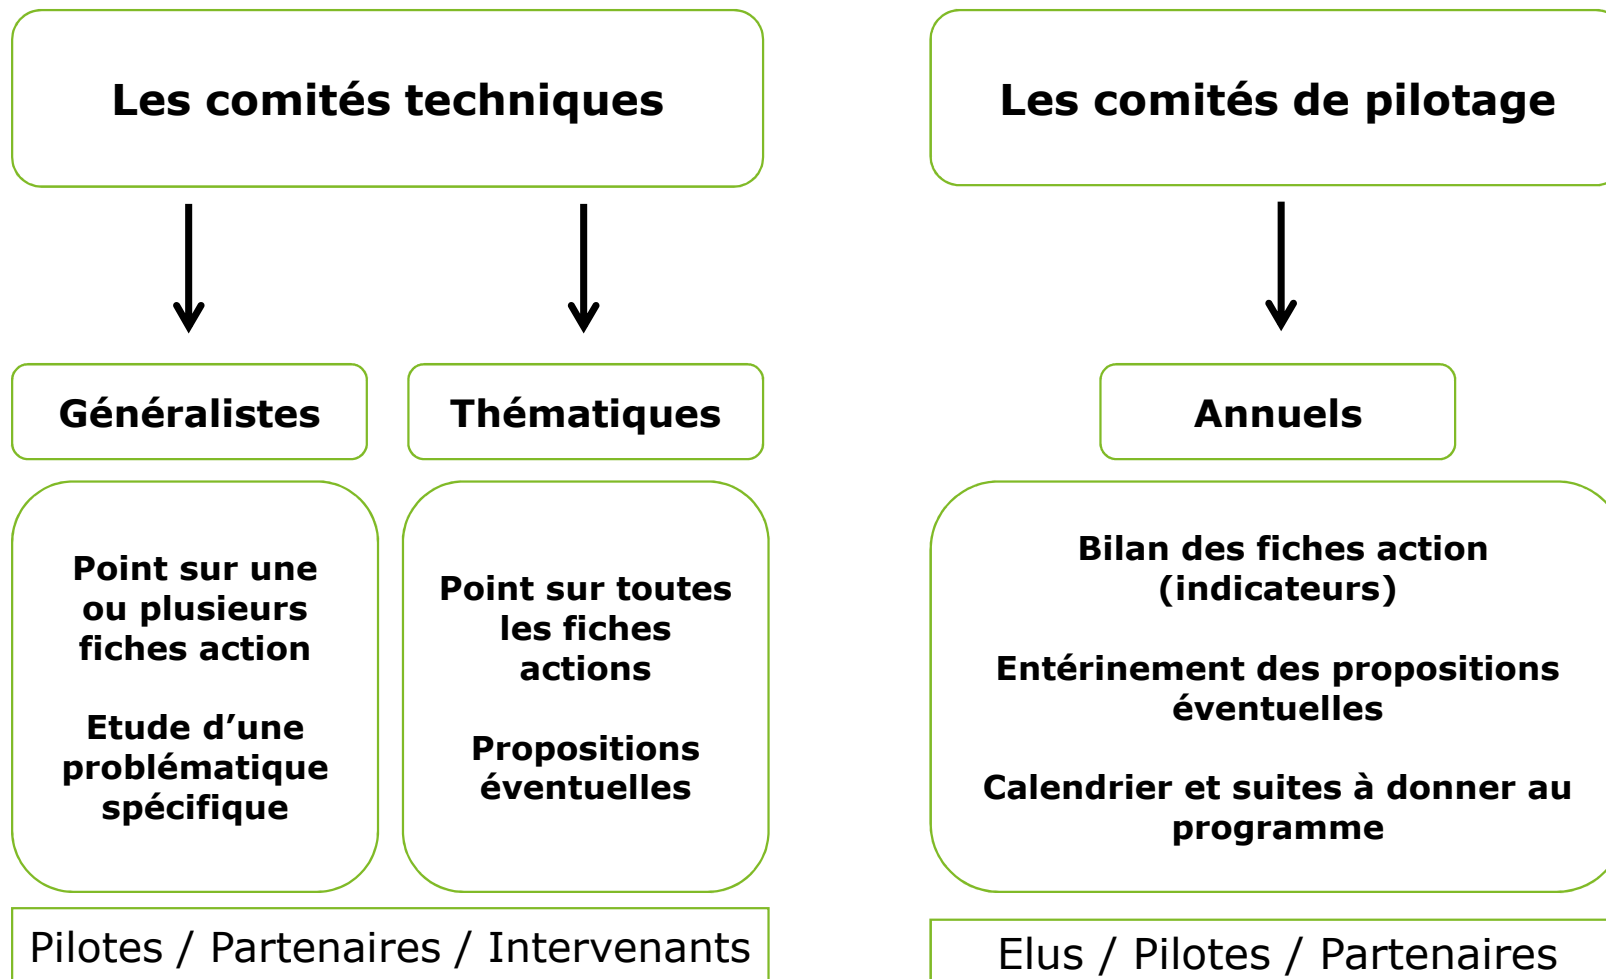 Les comités techniques
Généralistes
Point sur une
ou plusieurs
fiches action
Etude d’une
problématique
spécifique
Thématiques
Point sur toutes
les fiches
actions
Propositions
éventuelles
Pilotes / Partenaires / Intervenants
Les comités de pilotage
Annuels
Bilan des fiches action
(indicateurs)
Entérinement des propositions
éventuelles
Calendrier et suites à donner au
programme
Elus / Pilotes / Partenaires